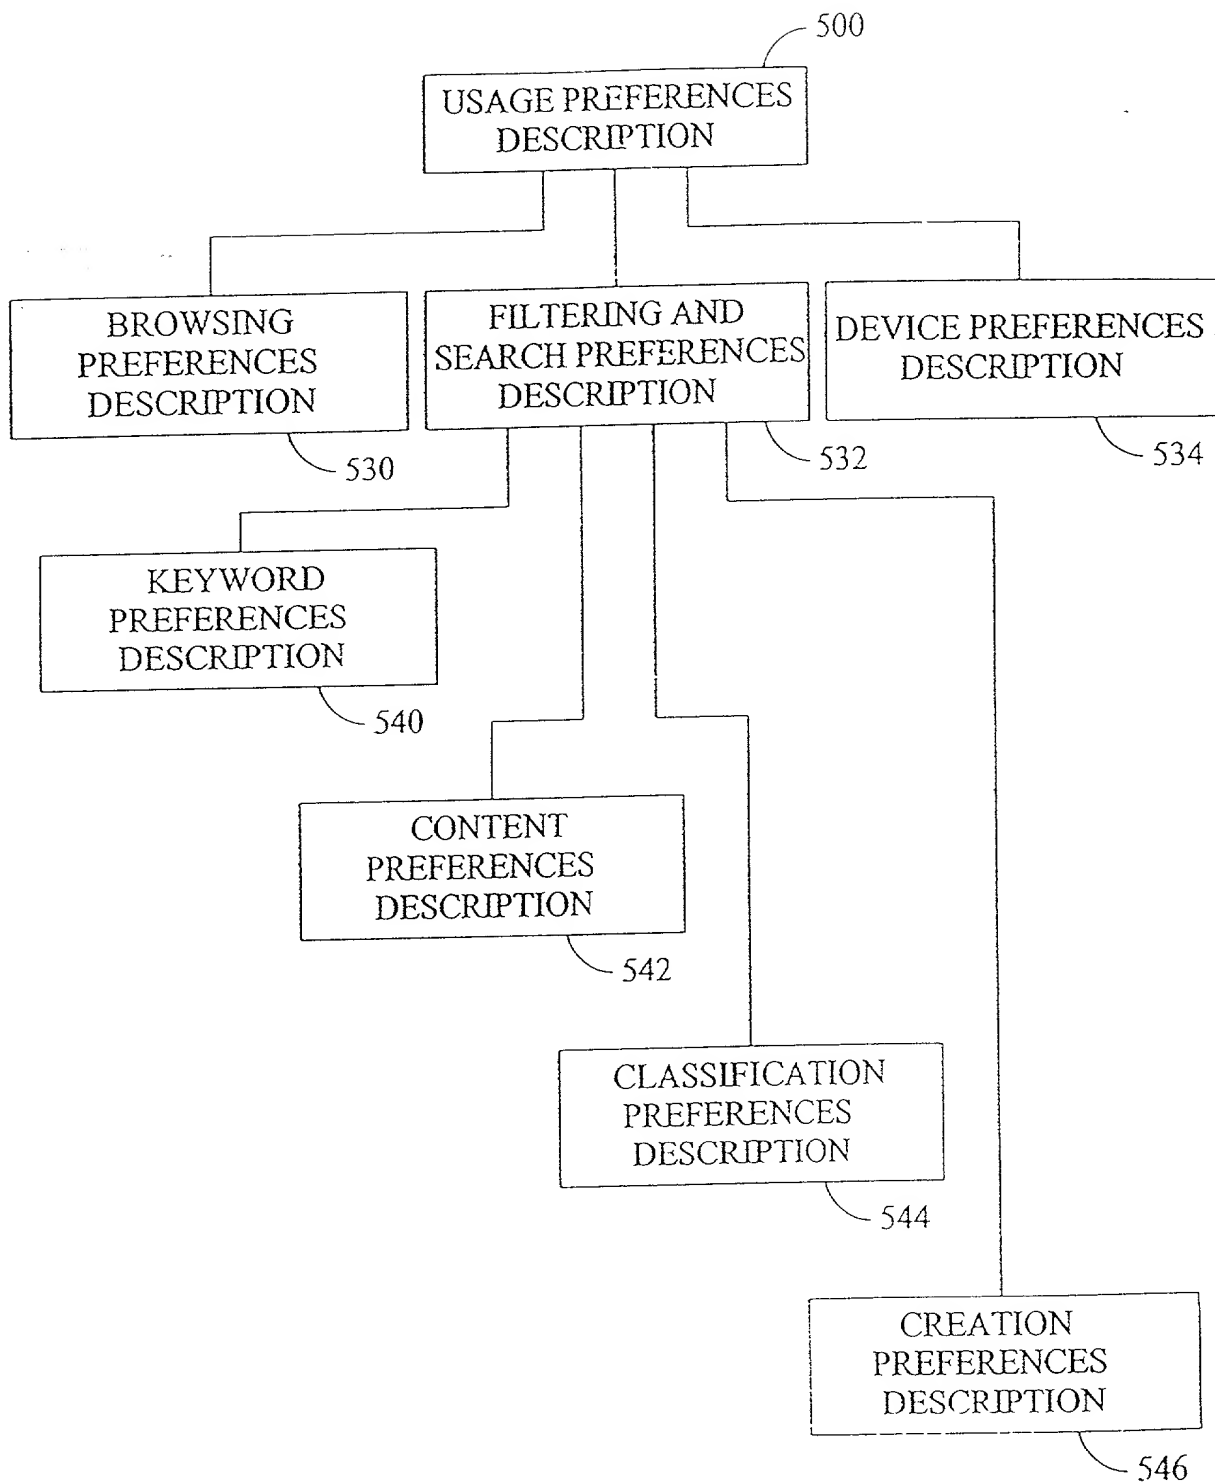 500
USAGE PREFERENCES
DESCRIPTION
BROWSING
PREFERENCES
DESCRIPTION
530
FILTERING AND
SEARCH PREFERENCES
DESCRIPTION
532
DEVICE PREFERENCES
DESCRIPTION
534
KEYWORD
PREFERENCES
DESCRIPTION
540
CONTENT
PREFERENCES
DESCRIPTION
542
CLASSIFICATION
PREFERENCES
DESCRIPTION
544
CREATION
PREFERENCES
DESCRIPTION
546